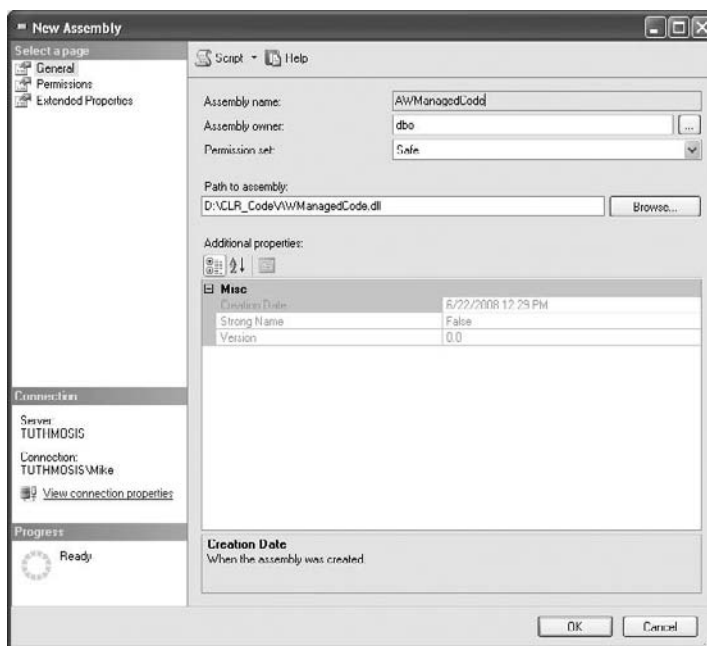 New Assembly
Select a page
General
Permissions
Extended Properties
Script
Help
Assembly name:
AWManagedCode
Assembly owner:
dbo
...
Permission set:
Safe
Path to assembly:
D:\CLR_Code\AWManagedCode.dll
Browse...
Additional properties:
Misc
Creation Date
6/22/2008 12:29 PM
Strong Name
False
Version
0.0
Connection
Server:
TUTHMOSIS
Connection:
TUTHMOSIS\Mike
View connection properties
Progress
Ready
Creation Date
When the assembly was created.
OK
Cancel